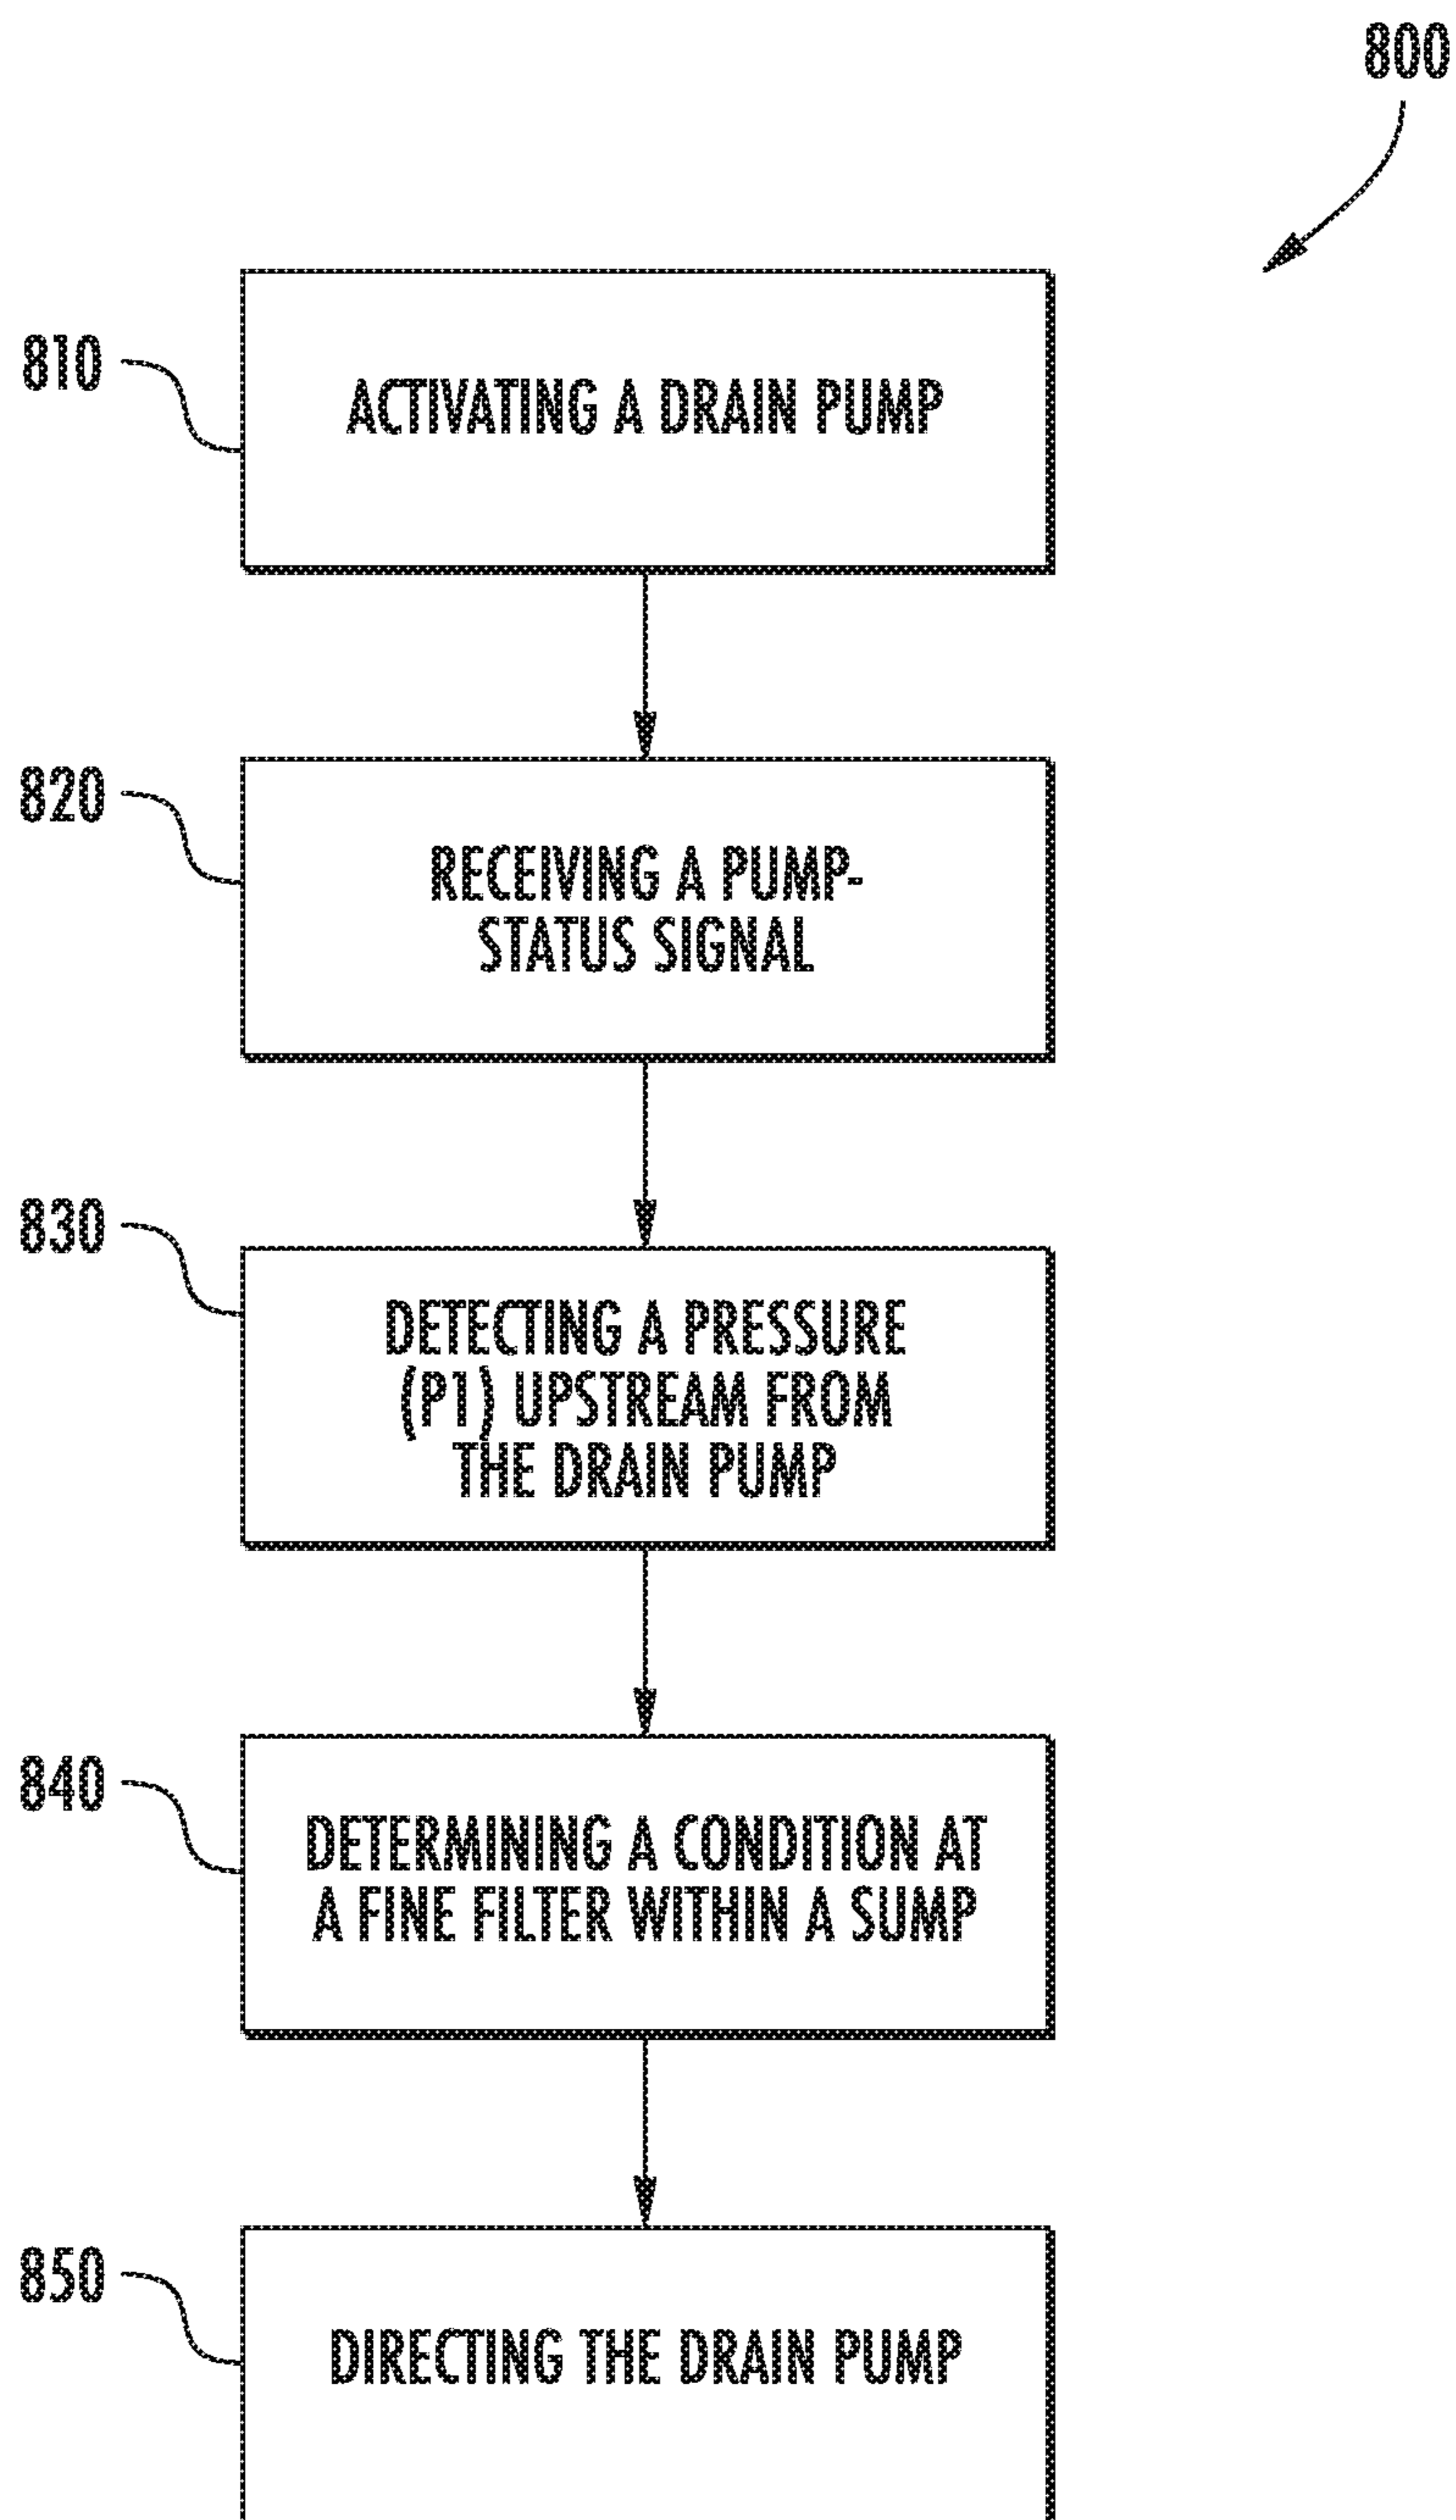 800
810
ACTIVATING A DRAIN PUMP
820
RECEIVING A PUMP-
STATUS SIGNAL
830
DETECTING A PRESSURE
(P1) UPSTREAM FROM
THE DRAIN PUMP
840
DETERMINING A CONDITION AT
A FINE FILTER WITHIN A SUMP
850
DIRECTING THE DRAIN PUMP